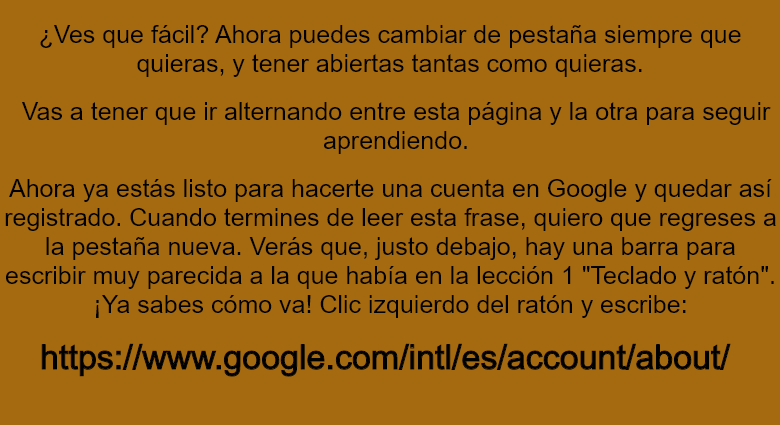 ¿Ves que fácil? Ahora puedes cambiar de pestaña siempre que
quieras, y tener abiertas tantas como quieras.
Vas a tener que ir alternando entre esta página y la otra para seguir
aprendiendo.
Ahora ya estás listo para hacerte una cuenta en Google y quedar así
registrado. Cuando termines de leer esta frase, quiero que regreses a
la pestaña nueva. Verás que, justo debajo, hay una barra para
escribir muy parecida a la que había en la lección 1 "Teclado y ratón".
¡Ya sabes cómo va! Clic izquierdo del ratón y escribe:
https://www.google.com/intl/es/account/about/